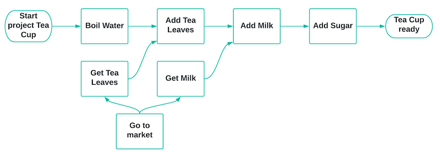 Start
project Tea
Cup
Boil Water
Add Tea
Leaves
Add Milk
Add Sugar
Tea Cup
ready
Get Tea
Leaves
Get Milk
Go to
market